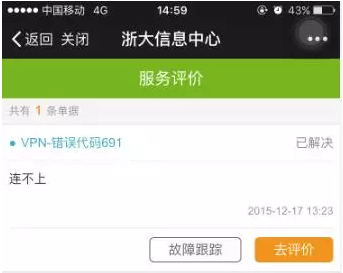 中国移动 4G 14:59 43%
返回 关闭 浙大信息中心
服务评价
共有 1 条单据
VPN-错误代码691 已解决
连不上
2015-12-17 13:23
故障跟踪 去评价